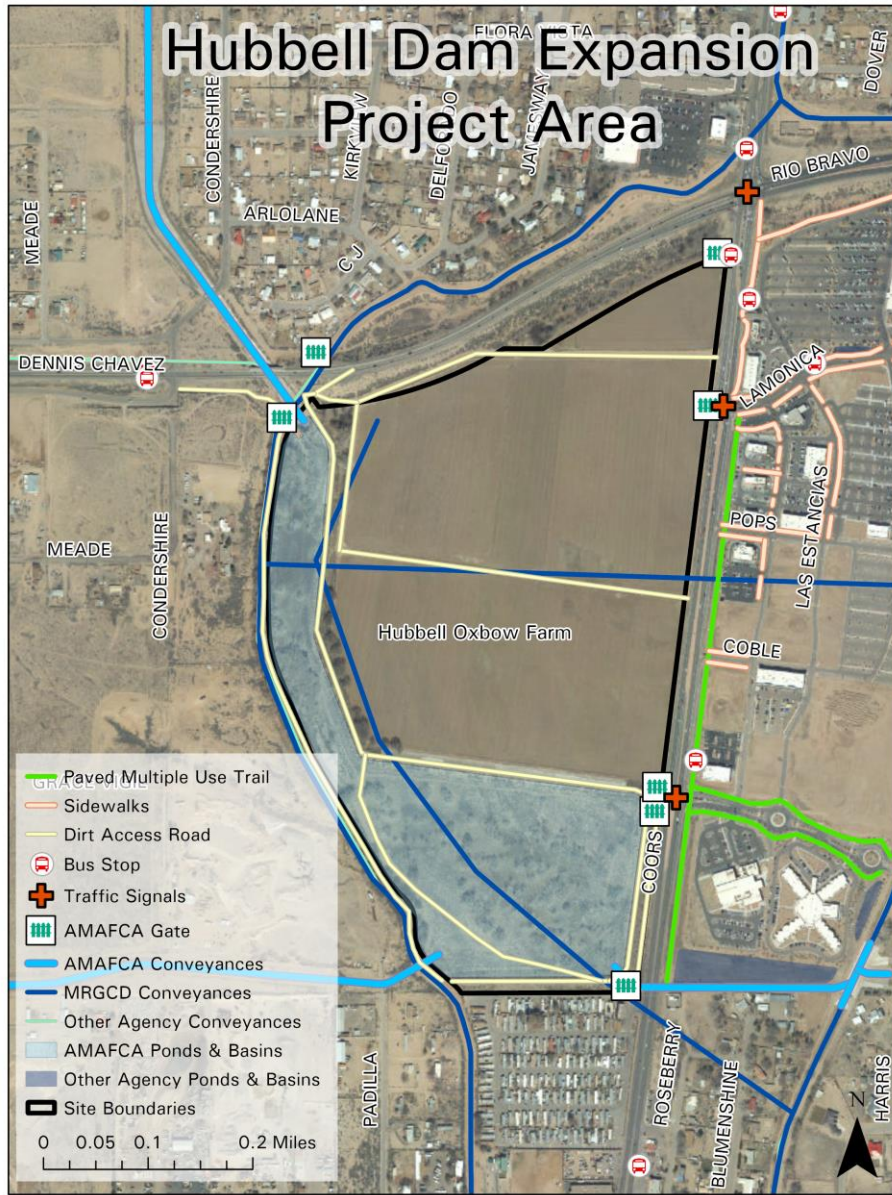 FLORA VISTA
Hubbell Dam Expansion
Project Area
DOVER
CONDERSHIRE
KIRKVIEW
DELFONDO
JAMESWAY
RIO BRAVO
MEADE
ARLOLANE
C J
DENNIS CHAVEZ
LAMONICA
POPS
LAS ESTANCIAS
MEADE
CONDERSHIRE
Hubbell Oxbow Farm
COBLE
GRACE VIGIL
Paved Multiple Use Trail
Sidewalks
Dirt Access Road
Bus Stop
Traffic Signals
AMAFCA Gate
AMAFCA Conveyances
MRGCD Conveyances
Other Agency Conveyances
AMAFCA Ponds & Basins
Other Agency Ponds & Basins
Site Boundaries
0 0.05 0.1 0.2 Miles
COORS
PADILLA
ROSEBERRY
BLUMENSHINE
HARRIS
N